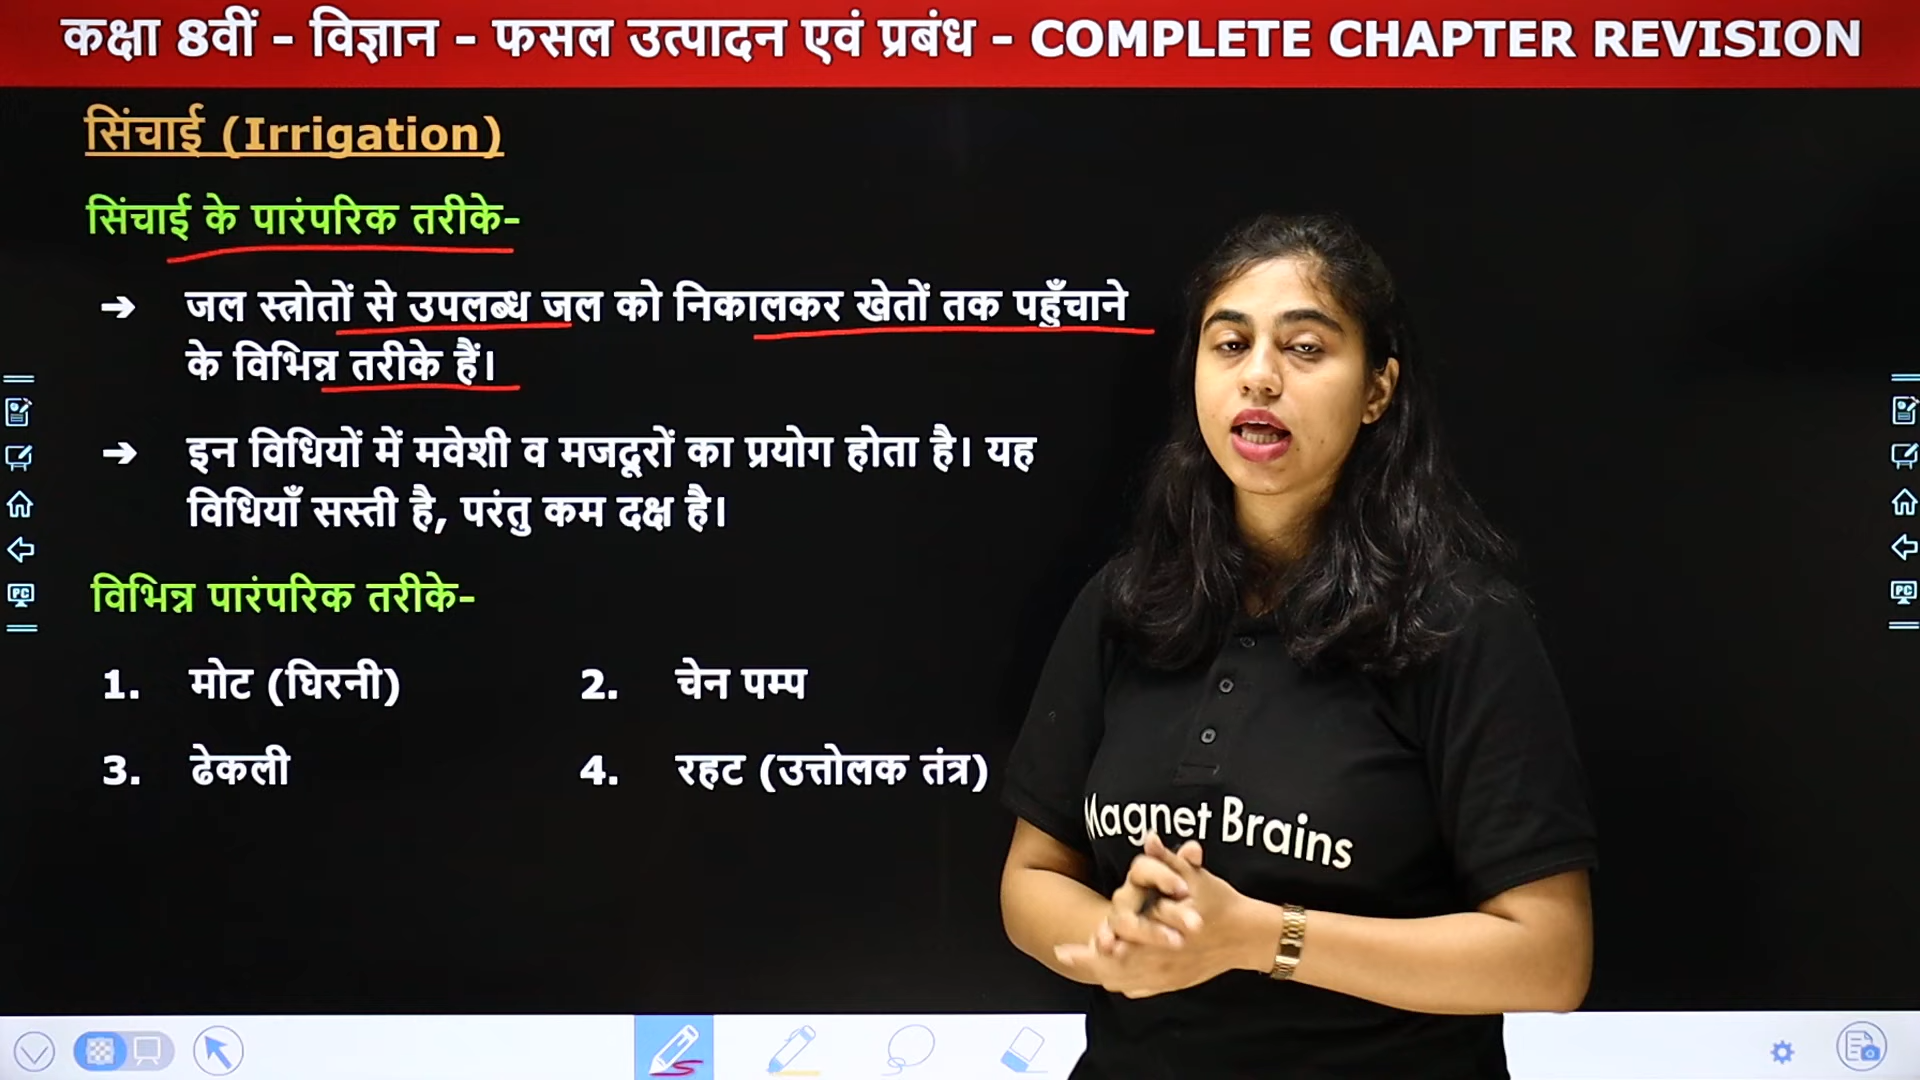 कक्षा 8वीं - विज्ञान - फसल उत्पादन एवं प्रबंध - COMPLETE CHAPTER REVISION
सिंचाई (Irrigation)
सिंचाई के पारंपरिक तरीके-
➔ जल स्त्रोतों से उपलब्ध जल को निकालकर खेतों तक पहुँचाने
के विभिन्न तरीके हैं।
➔ इन विधियों में मवेशी व मजदूरों का प्रयोग होता है। यह
विधियाँ सस्ती है, परंतु कम दक्ष है।
विभिन्न पारंपरिक तरीके-
1. मोट (घिरनी) 2. चेन पम्प
3. ढेकली 4. रहट (उत्तोलक तंत्र)
Magnet Brains
PC
PC